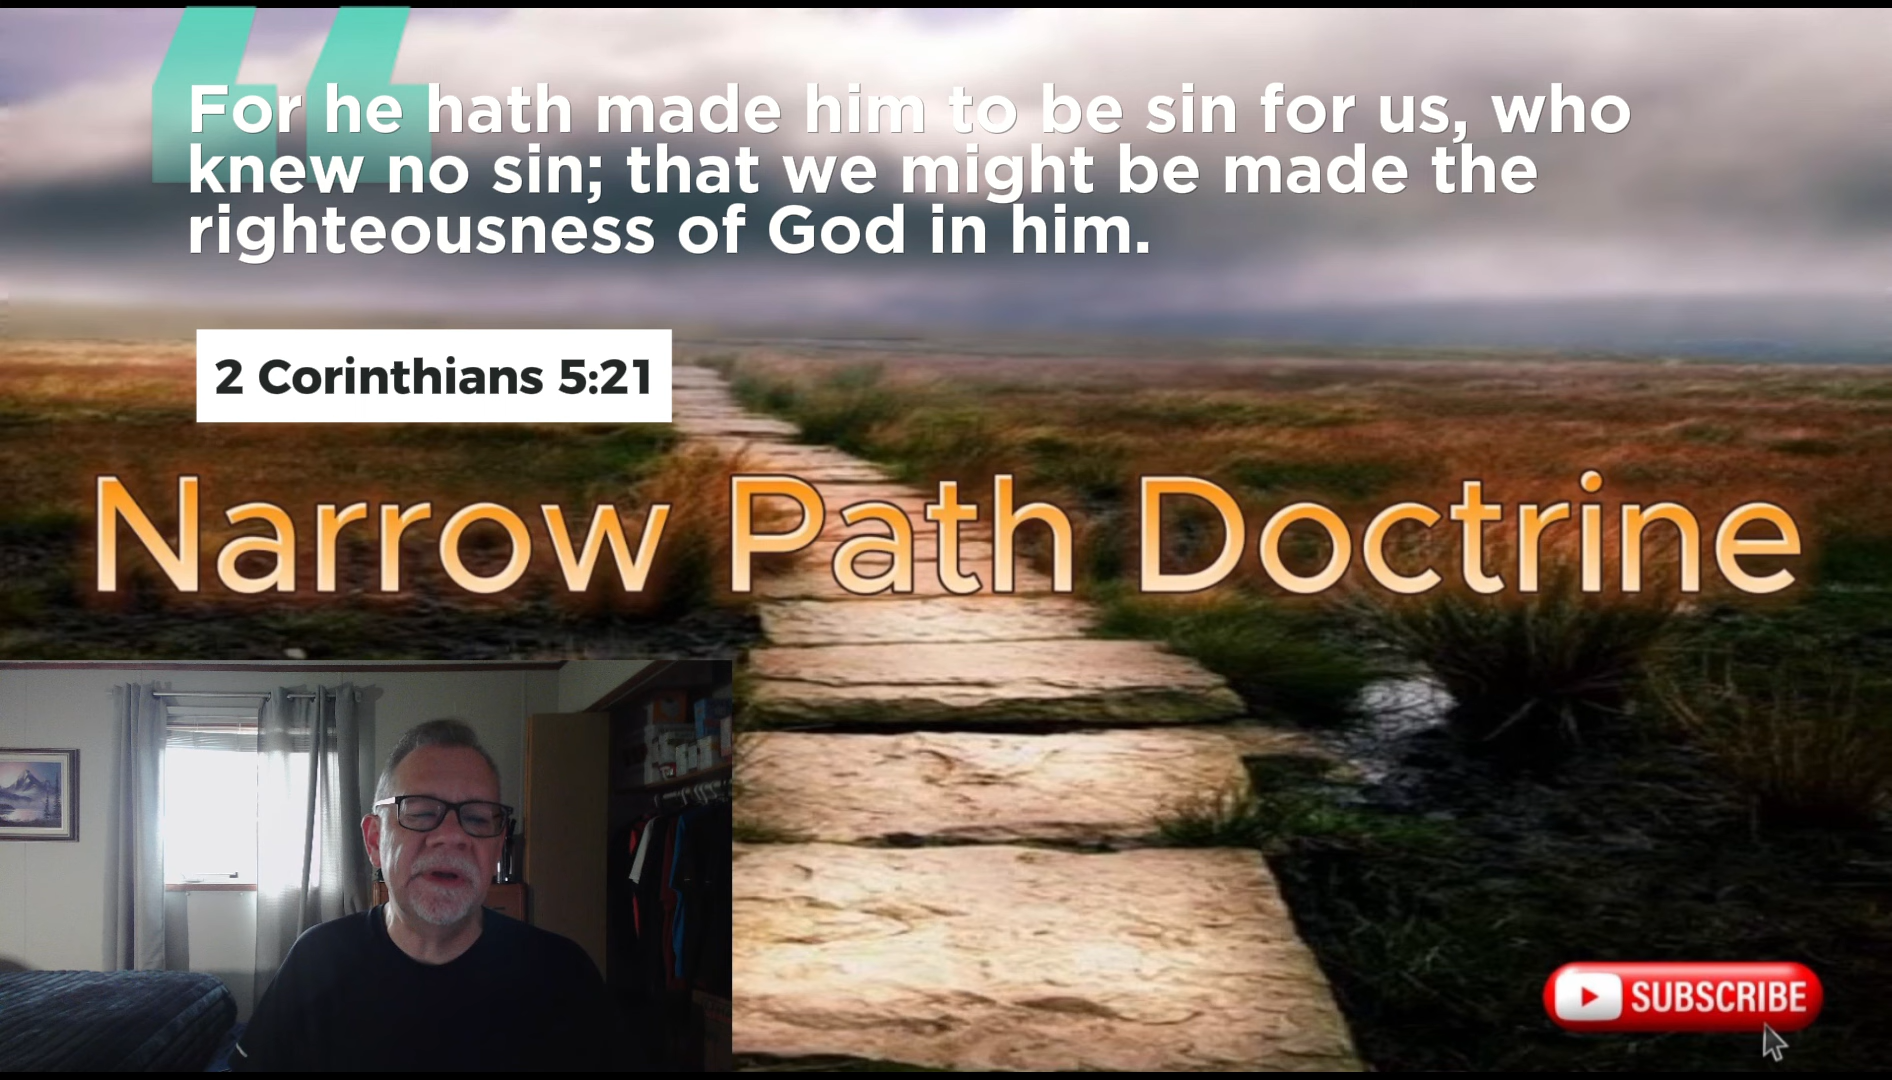 For he hath made him to be sin for us, who
knew no sin; that we might be made the
righteousness of God in him.
2 Corinthians 5:21
Narrow Path Doctrine
SUBSCRIBE